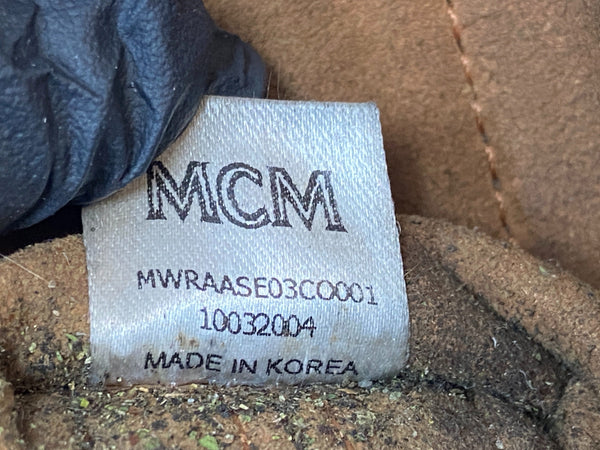 MCM
MWRAASE03CO001
10032004
MADE IN KOREA